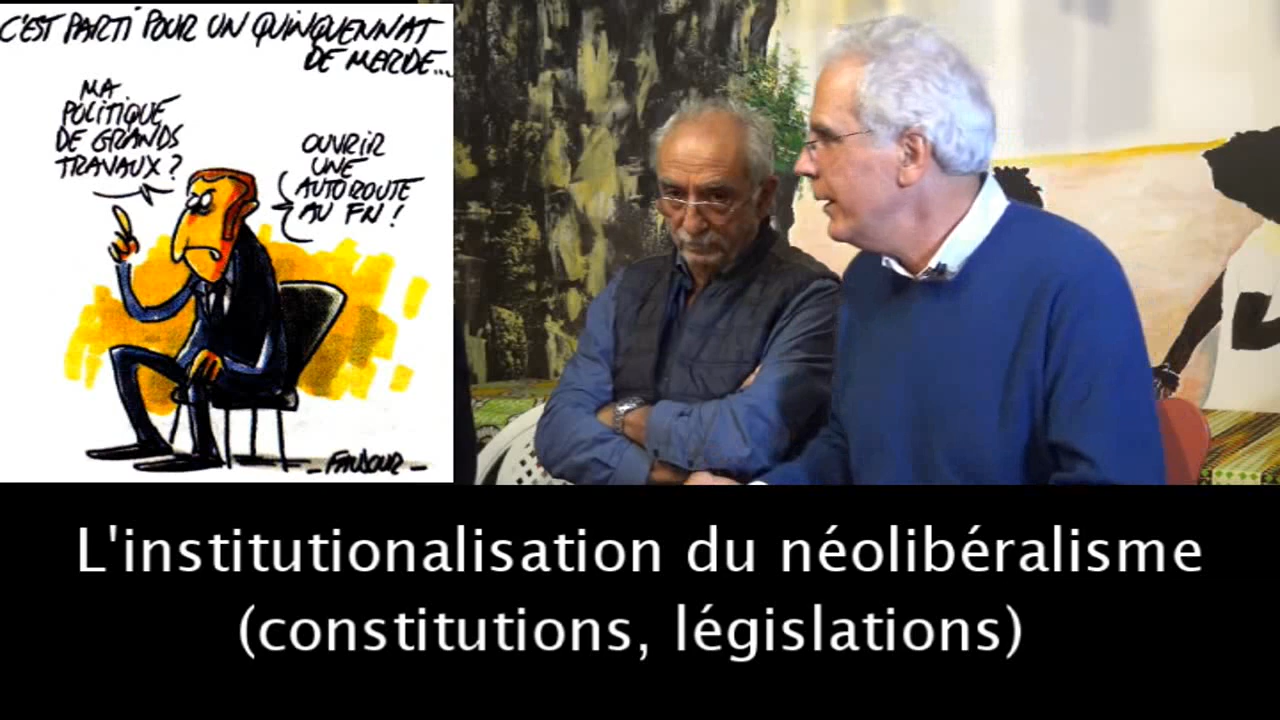 C'EST PARTI POUR UN QUINQUENNAT
DE MERDE...
MA
POLITIQUE
DE GRANDS
TRAVAUX ?
OUVRIR
UNE
AUTOROUTE
AU FN !
- FAUJOUR -
L'institutionalisation du néolibéralisme
(constitutions, législations)